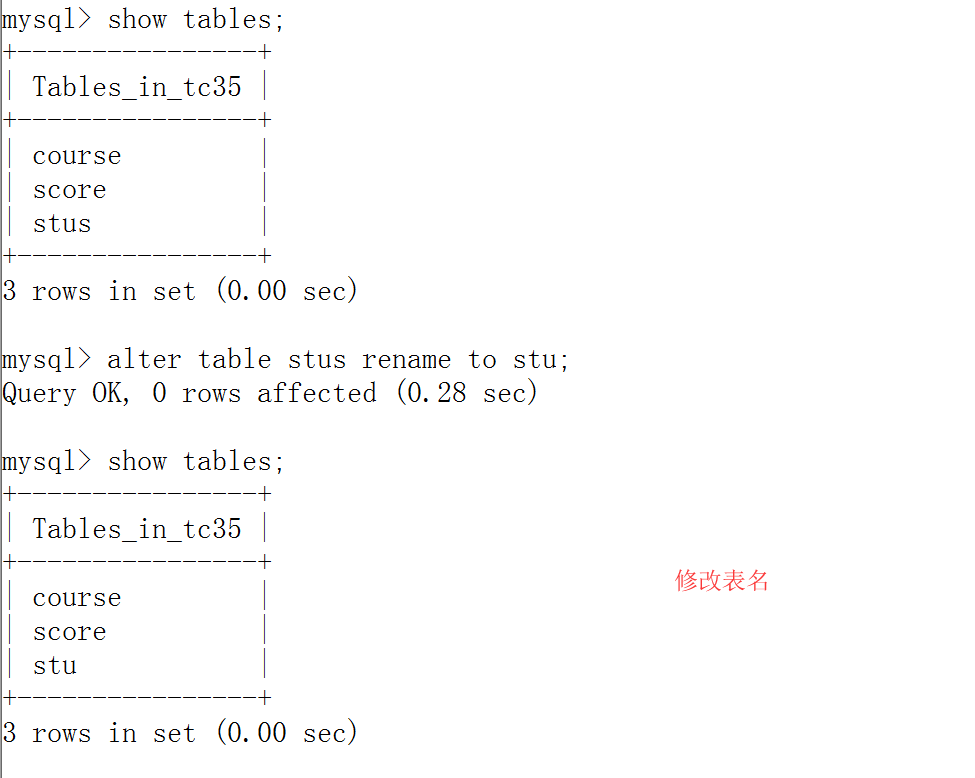 mysql> show tables;
+----------------+
| Tables_in_tc35 |
+----------------+
| course         |
| score          |
| stus           |
+----------------+
3 rows in set (0.00 sec)
mysql> alter table stus rename to stu;
Query OK, 0 rows affected (0.28 sec)
mysql> show tables;
+----------------+
| Tables_in_tc35 |
+----------------+
修改表名
| course         |
| score          |
| stu            |
+----------------+
3 rows in set (0.00 sec)